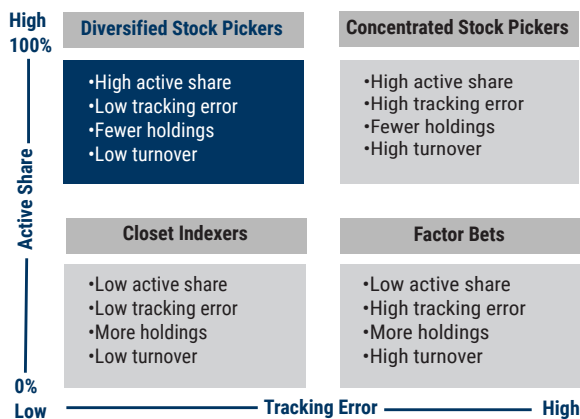 High
100%
Diversified Stock Pickers
•High active share
•Low tracking error
•Fewer holdings
•Low turnover
Concentrated Stock Pickers
•High active share
•High tracking error
•Fewer holdings
•High turnover
Active Share
Closet Indexers
•Low active share
•Low tracking error
•More holdings
•Low turnover
Factor Bets
•Low active share
•High tracking error
•More holdings
•High turnover
0%
Low
Tracking Error
High